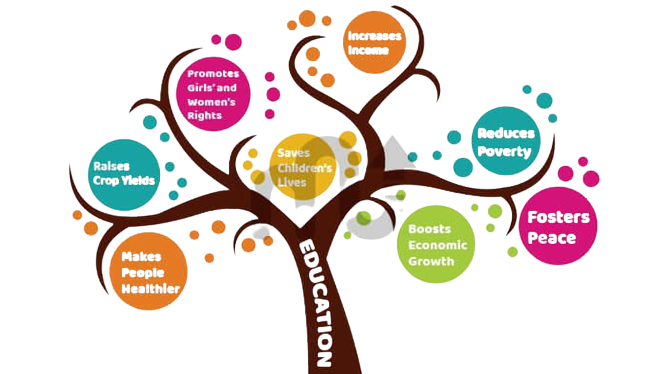 Increases
Income
Promotes
Girls' and
Women's
Rights
Saves
Children's
Lives
Reduces
Poverty
Raises
Crop Yields
Fosters
Peace
Boosts
Economic
Growth
Makes
People
Healthier
EDUCATION